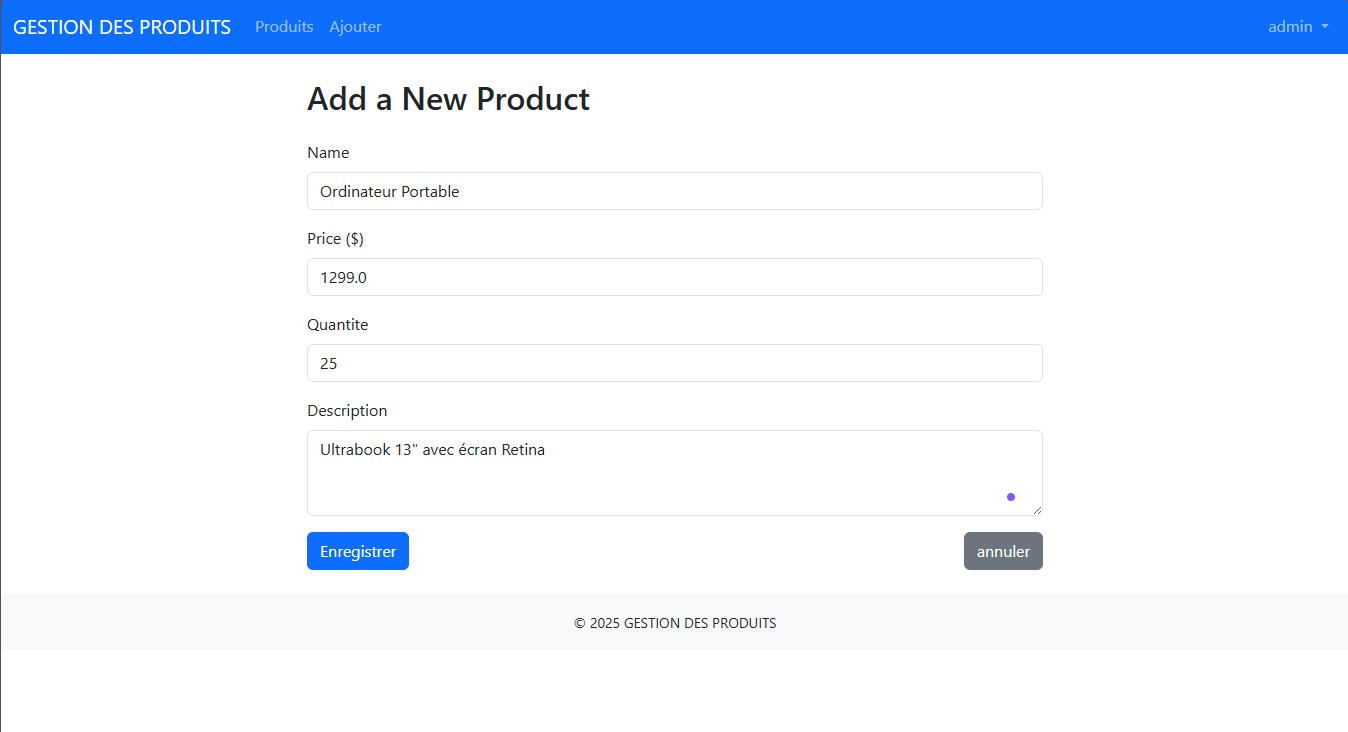 GESTION DES PRODUITS Produits Ajouter admin
Add a New Product
Name
Ordinateur Portable
Price ($)
1299.0
Quantite
25
Description
Ultrabook 13" avec écran Retina
Enregistrer annuler
© 2025 GESTION DES PRODUITS